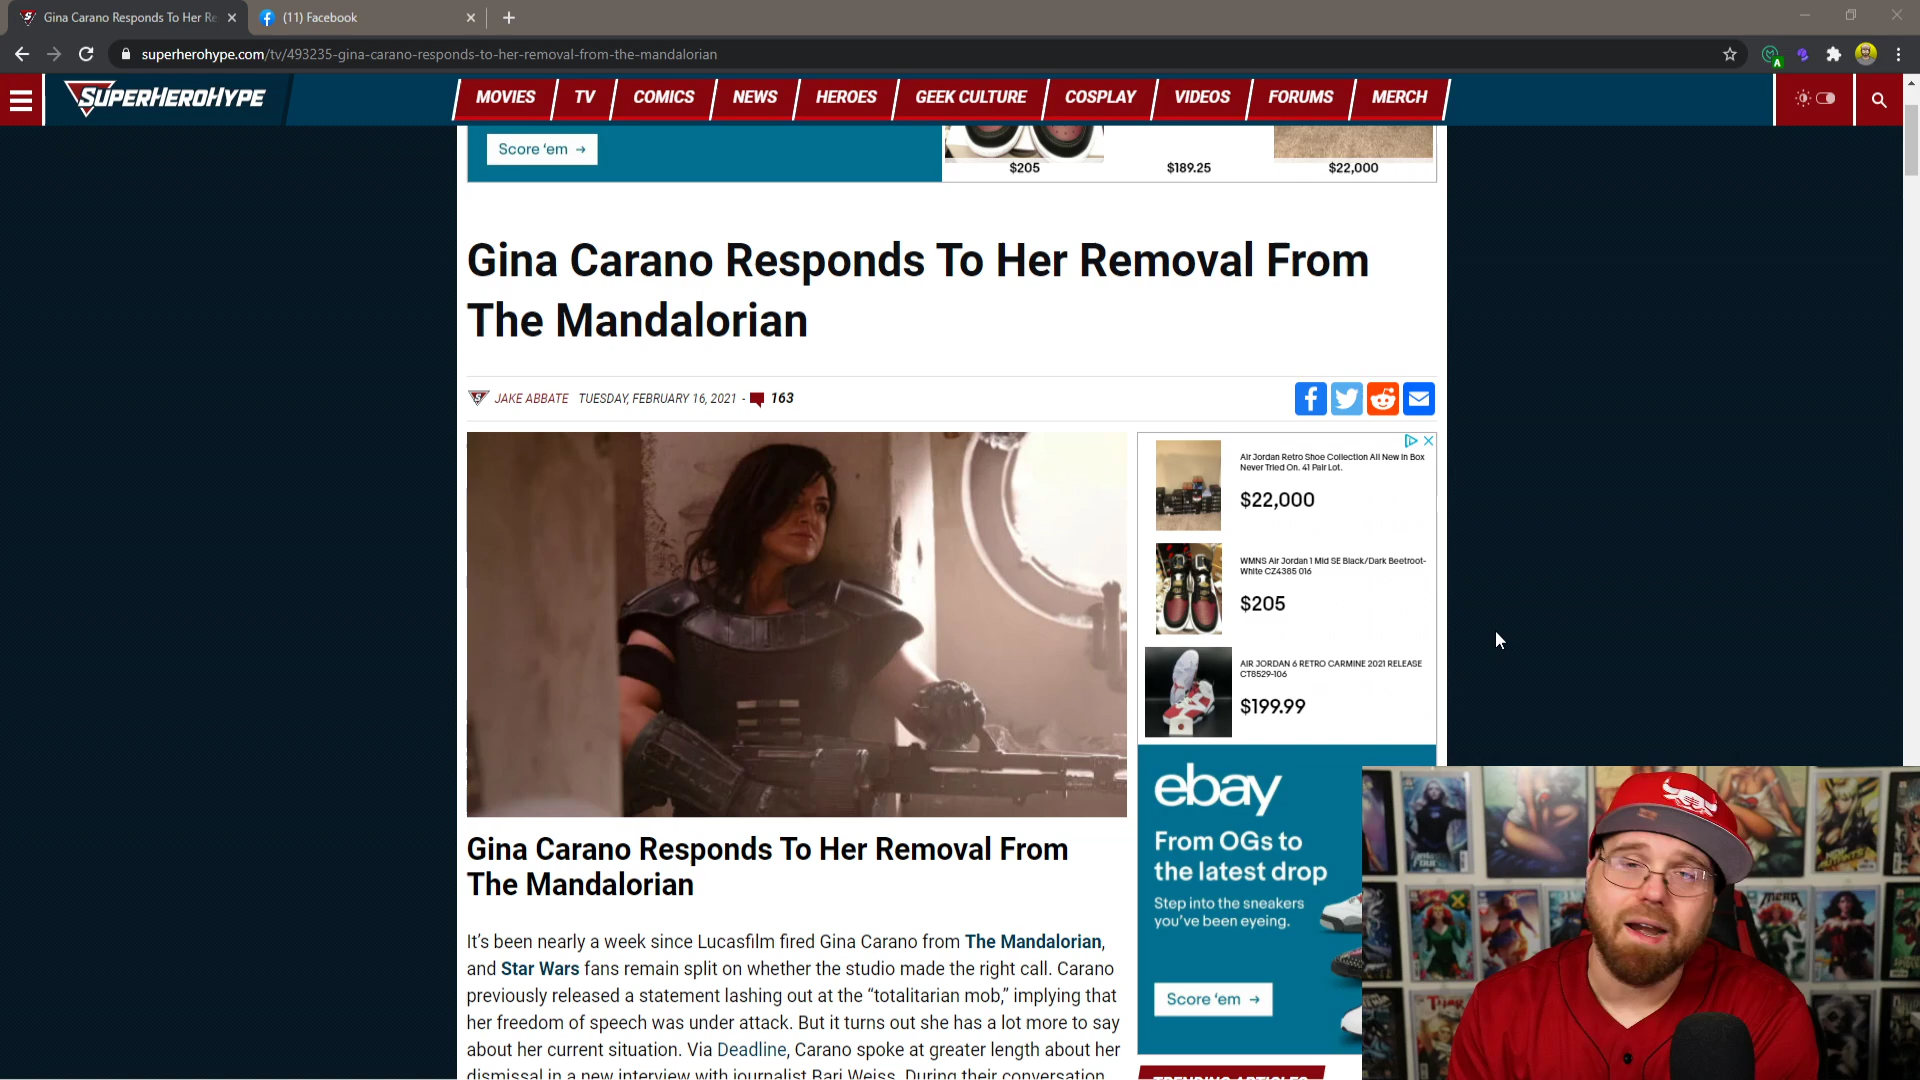 Gina Carano Responds To Her Re
(11) Facebook
superherohype.com/tv/493235-gina-carano-responds-to-her-removal-from-the-mandalorian
SUPERHEROHYPE
MOVIES
TV
COMICS
NEWS
HEROES
GEEK CULTURE
COSPLAY
VIDEOS
FORUMS
MERCH
Score 'em →
$205
$189.25
$22,000
Gina Carano Responds To Her Removal From
The Mandalorian
JAKE ABBATE TUESDAY, FEBRUARY 16, 2021 - 163
Air Jordan Retro Shoe Collection All New In Box
Never Tried On. 41 Pair Lot.
$22,000
WMNS Air Jordan 1 Mid SE Black/Dark Beetroot-
White CZ4385 016
$205
AIR JORDAN 6 RETRO CARMINE 2021 RELEASE
CT8529-106
$199.99
ebay
From OGs to
the latest drop
Step into the sneakers
you've been eyeing.
Score 'em →
Gina Carano Responds To Her Removal From
The Mandalorian
It's been nearly a week since Lucasfilm fired Gina Carano from The Mandalorian,
and Star Wars fans remain split on whether the studio made the right call. Carano
previously released a statement lashing out at the “totalitarian mob,” implying that
her freedom of speech was under attack. But it turns out she has a lot more to say
about her current situation. Via Deadline, Carano spoke at greater length about her
dismissal in a new interview with journalist Bari Weiss. During their conversation,
TRENDING ARTICLES
MERA